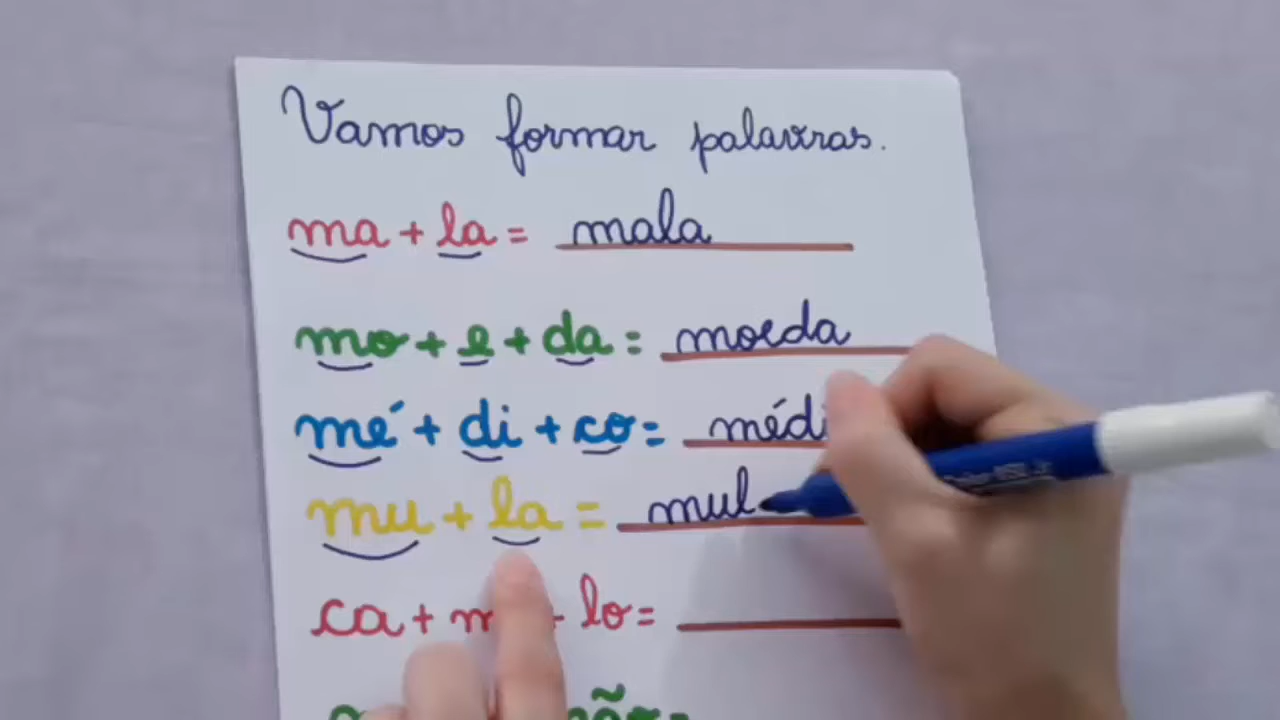 Vamos formar palavras.
ma + la = mala
mo + e + da = moeda
mé + di + co = médi
mu + la = mul
ca + m + lo =